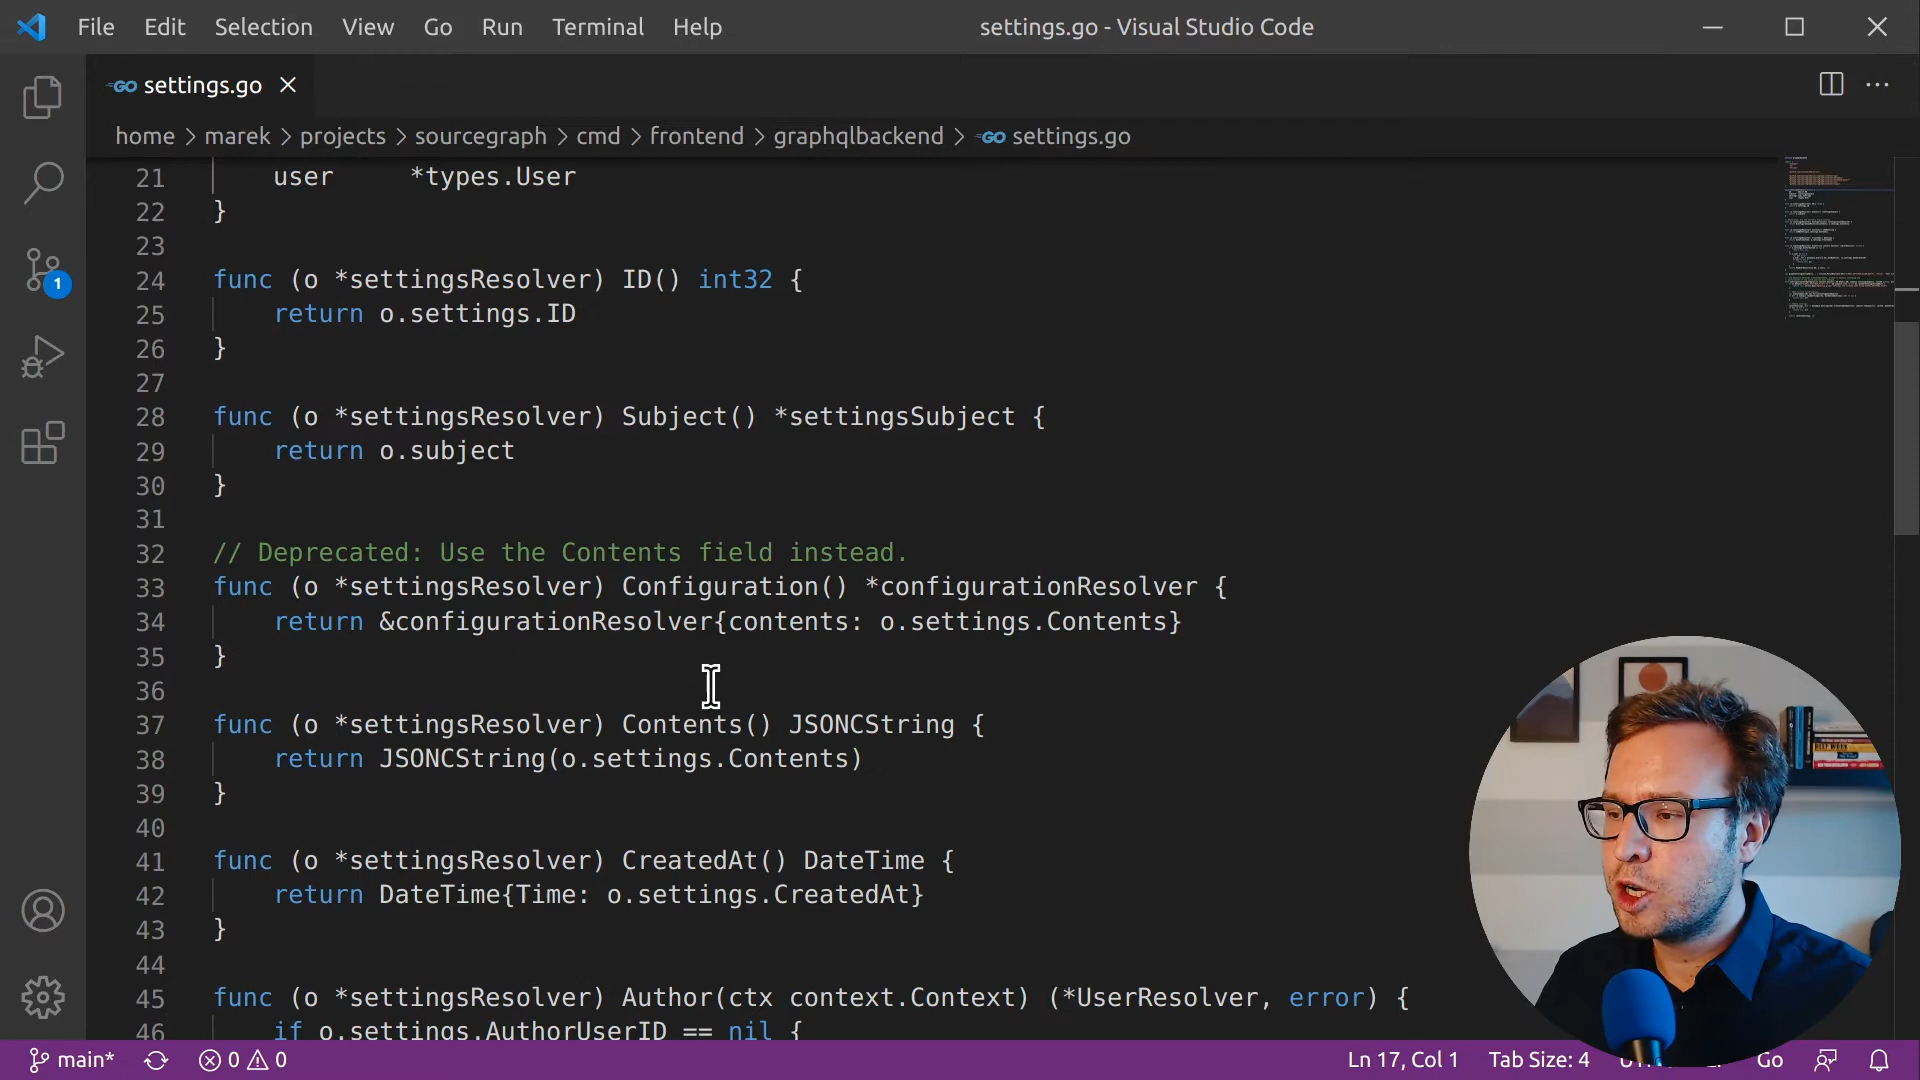 File Edit Selection View Go Run Terminal Help
settings.go - Visual Studio Code
GO settings.go
home > marek > projects > sourcegraph > cmd > frontend > graphqlbackend > GO settings.go
21 user *types.User
22 }
23
24 func (o *settingsResolver) ID() int32 {
25 return o.settings.ID
26 }
27
28 func (o *settingsResolver) Subject() *settingsSubject {
29 return o.subject
30 }
31
32 // Deprecated: Use the Contents field instead.
33 func (o *settingsResolver) Configuration() *configurationResolver {
34 return &configurationResolver{contents: o.settings.Contents}
35 }
36
37 func (o *settingsResolver) Contents() JSONCString {
38 return JSONCString(o.settings.Contents)
39 }
40
41 func (o *settingsResolver) CreatedAt() DateTime {
42 return DateTime{Time: o.settings.CreatedAt}
43 }
44
45 func (o *settingsResolver) Author(ctx context.Context) (*UserResolver, error) {
46 if o.settings.AuthorUserID == nil {
1
DEEP WORK
main* 0 0 Ln 17, Col 1 Tab Size: 4 Go